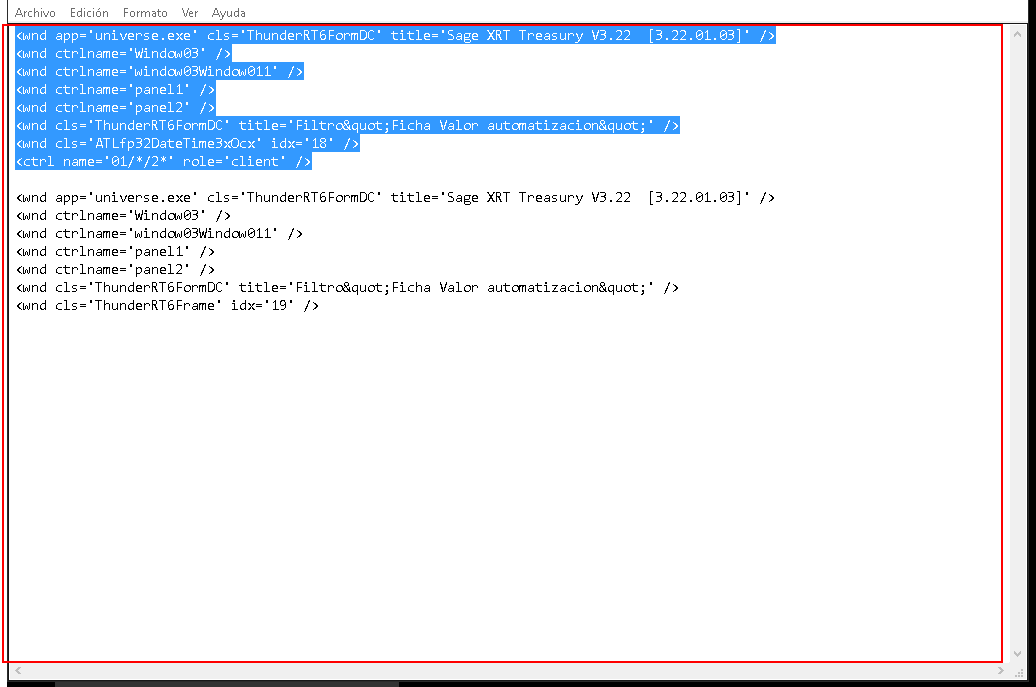 Archivo Edición Formato Ver Ayuda
<wnd app='universe.exe' cls='ThunderRT6FormDC' title='Sage XRT Treasury V3.22  [3.22.01.03]' />
<wnd ctrlname='Window03' />
<wnd ctrlname='window03Window011' />
<wnd ctrlname='panel1' />
<wnd ctrlname='panel2' />
<wnd cls='ThunderRT6FormDC' title='Filtro&quot;Ficha Valor automatizacion&quot;' />
<wnd cls='ATLfp32DateTime3xOcx' idx='18' />
<ctrl name='01/*/2*' role='client' />
<wnd app='universe.exe' cls='ThunderRT6FormDC' title='Sage XRT Treasury V3.22  [3.22.01.03]' />
<wnd ctrlname='Window03' />
<wnd ctrlname='window03Window011' />
<wnd ctrlname='panel1' />
<wnd ctrlname='panel2' />
<wnd cls='ThunderRT6FormDC' title='Filtro&quot;Ficha Valor automatizacion&quot;' />
<wnd cls='ThunderRT6Frame' idx='19' />